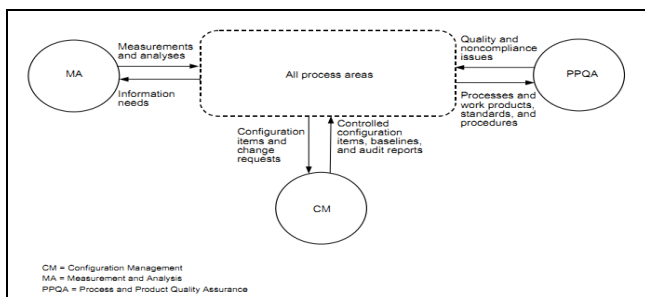 Measurements
and analyses
MA
Information
needs
All process areas
Quality and
noncompliance
issues
PPQA
Processes and
work products,
standards, and
procedures
Configuration
items and
change
requests
Controlled
configuration
items, baselines,
and audit reports
CM
CM = Configuration Management
MA = Measurement and Analysis
PPQA = Process and Product Quality Assurance